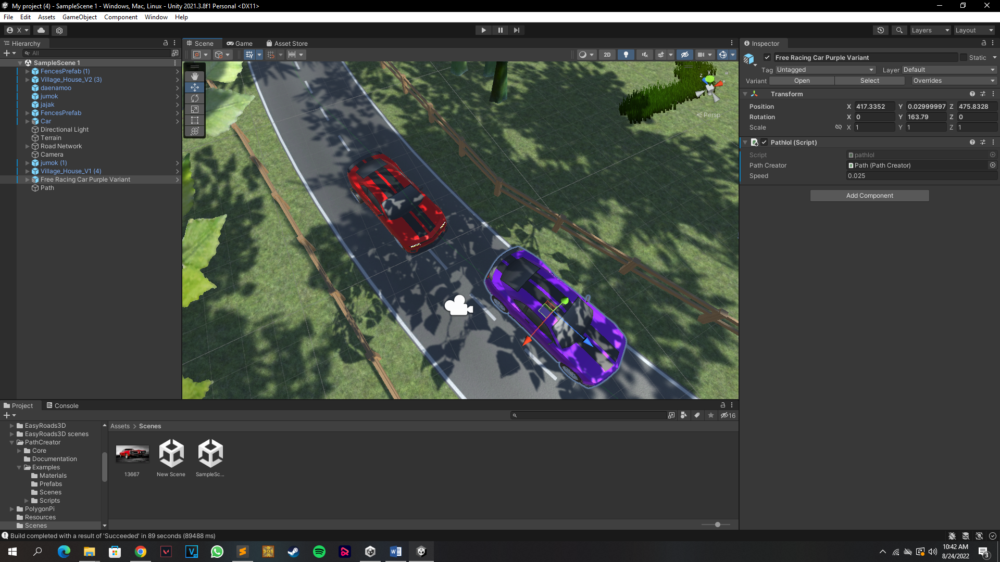 My project (4) - SampleScene 1 - Windows, Mac, Linux - Unity 2021.3.8f1 Personal <DX11>
File Edit Assets GameObject Component Window Help
X Layers Layout
Hierarchy
All
SampleScene 1
FencesPrefab (1)
Village_House_V2 (3)
daenamoo
jumok
jajak
FencesPrefab
Car
Directional Light
Terrain
Road Network
Camera
jumok (1)
Village_House_V1 (4)
Free Racing Car Purple Variant
Path
Scene Game Asset Store
2D
y
x
z
Persp
Inspector
Free Racing Car Purple Variant Static
Tag Untagged Layer Default
Variant Open Select Overrides
Transform
Position X 417.3352 Y 0.02999997 Z 475.8328
Rotation X 0 Y 163.79 Z 0
Scale X 1 Y 1 Z 1
Pathlol (Script)
Script pathlol
Path Creator Path (Path Creator)
Speed 0.025
Add Component
Project Console
16
EasyRoads3D
EasyRoads3D scenes
PathCreator
Core
Documentation
Examples
Materials
Prefabs
Scenes
Scripts
PolygonPi
Resources
Scenes
Assets > Scenes
13667 New Scene SampleSc...
Build completed with a result of 'Succeeded' in 89 seconds (89488 ms)
10:42 AM
8/24/2022
3